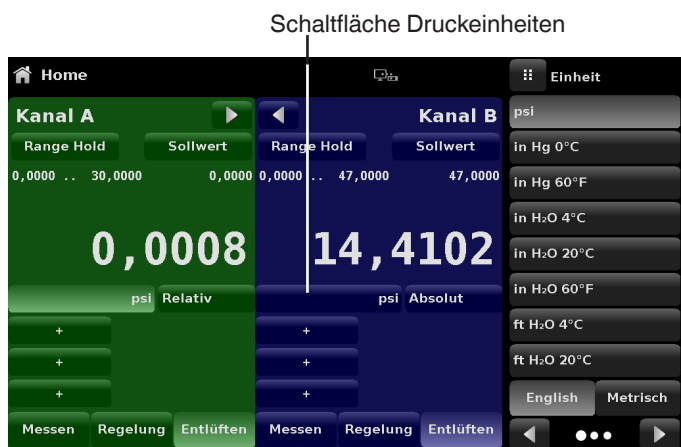 Schaltfläche Druckeinheiten
Home
Kanal A
Range Hold Sollwert
0,0000 .. 30,0000 0,0000
0,0008
psi Relativ
+
+
+
Messen Regelung Entlüften
Kanal B
Range Hold Sollwert
0,0000 .. 47,0000 47,0000
14,4102
psi Absolut
+
+
+
Messen Regelung Entlüften
Einheit
psi
in Hg 0°C
in Hg 60°F
in H₂O 4°C
in H₂O 20°C
in H₂O 60°F
ft H₂O 4°C
ft H₂O 20°C
English Metrisch